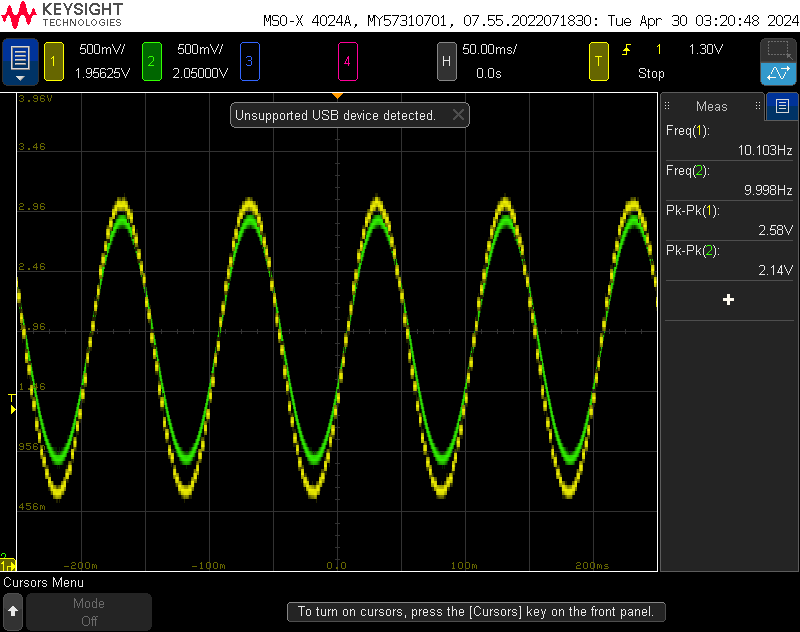 KEYSIGHT
TECHNOLOGIES
MSO-X 4024A, MY57310701, 07.55.2022071830: Tue Apr 30 03:20:48 2024
1 500mV/ 2 500mV/ 3 4 H 50.00ms/ T 1 1.30V
1.95625V 2.05000V 0.0s Stop
3.96V
Unsupported USB device detected.
3.46
2.96
2.46
1.96
1.46
956m
456m
T
2
1
-200m -100m 0.0 100m 200ms
Meas
Freq(1):
10.103Hz
Freq(2):
9.998Hz
Pk-Pk(1):
2.58V
Pk-Pk(2):
2.14V
+
Cursors Menu
Mode
Off
To turn on cursors, press the [Cursors] key on the front panel.